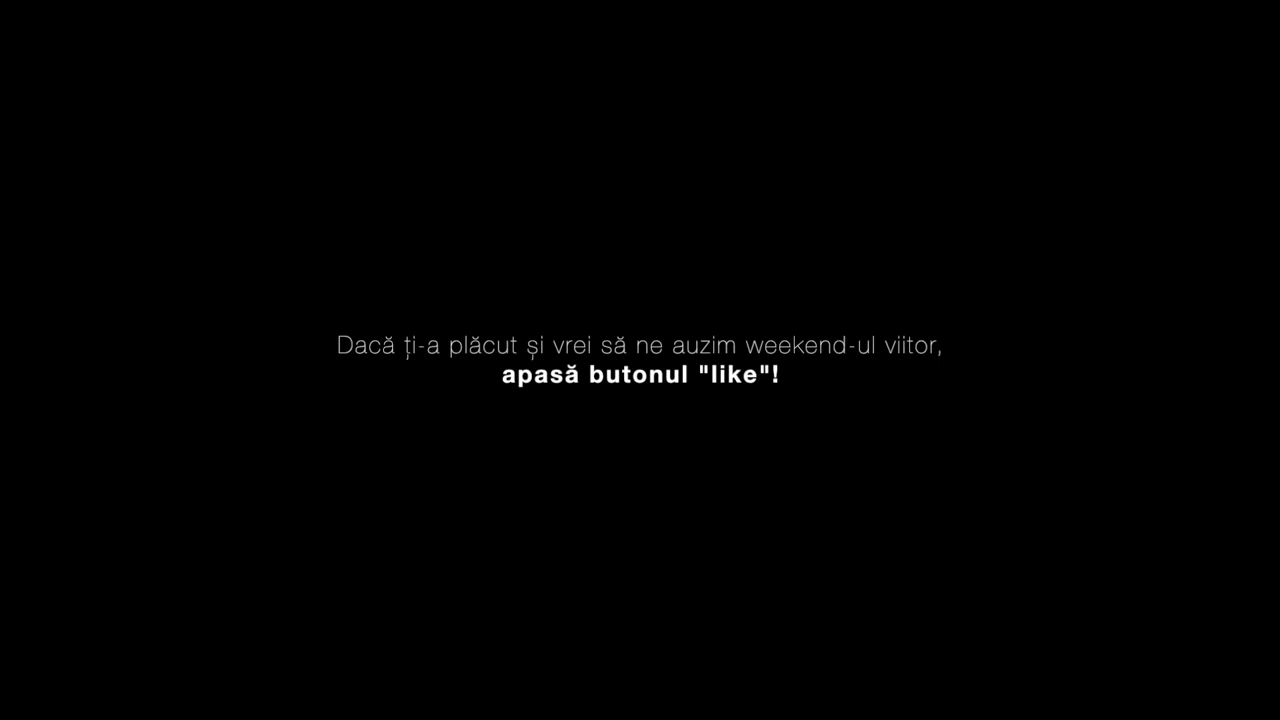 Dacă ți-a plăcut și vrei să ne auzim weekend-ul viitor,
apasă butonul "like"!